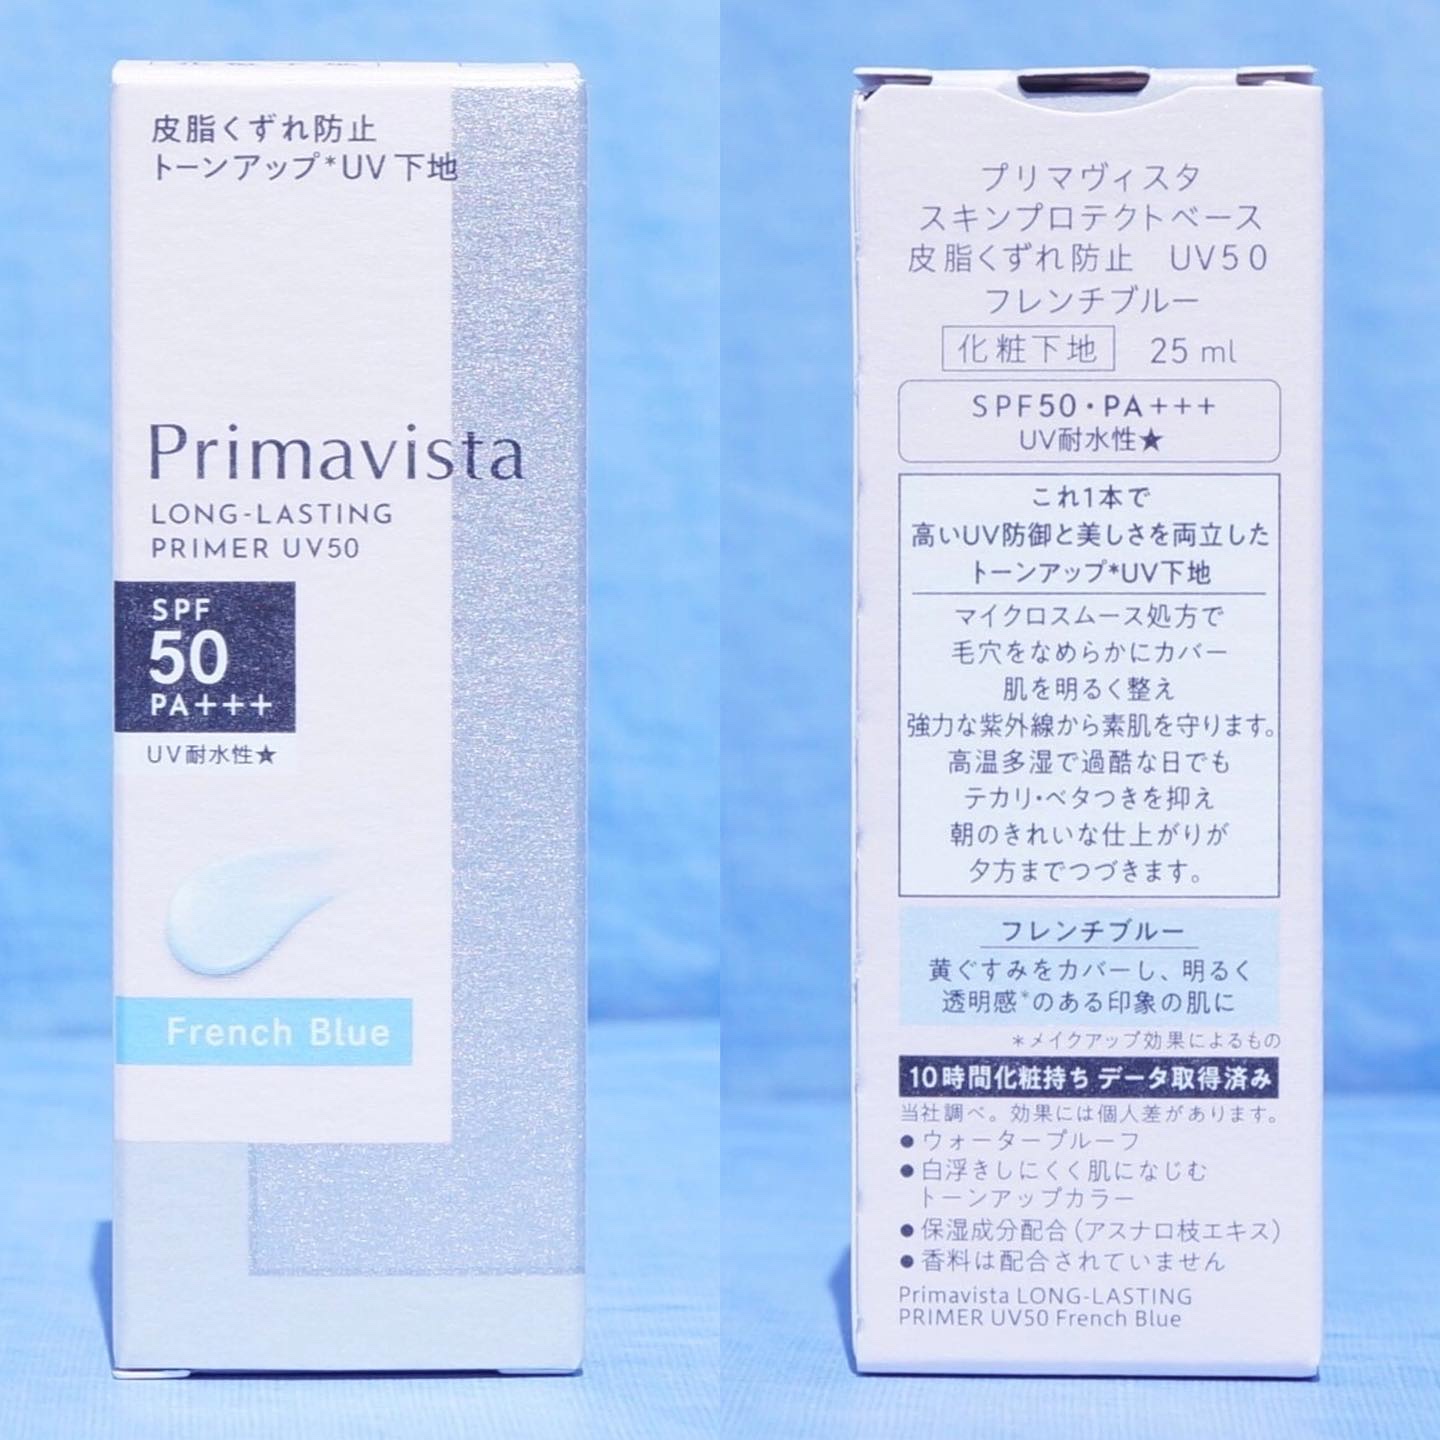 皮脂くずれ防止
トーンアップ*UV下地
Primavista
LONG-LASTING
PRIMER UV50
SPF
50
PA+++
UV耐水性★
French Blue
プリマヴィスタ
スキンプロテクトベース
皮脂くずれ防止 UV50
フレンチブルー
化粧下地 25 ml
SPF50・PA+++
UV耐水性★
これ1本で
高いUV防御と美しさを両立した
トーンアップ*UV下地
マイクロスムース処方で
毛穴をなめらかにカバー
肌を明るく整え
強力な紫外線から素肌を守ります。
高温多湿で過酷な日でも
テカリ・ベタつきを抑え
朝のきれいな仕上がりが
夕方までつづきます。
フレンチブルー
黄ぐすみをカバーし、明るく
透明感*のある印象の肌に
*メイクアップ効果によるもの
10時間化粧持ち データ取得済み
当社調べ。効果には個人差があります。
●ウォータープルーフ
●白浮きしにくく肌になじむ
トーンアップカラー
●保湿成分配合(アスナロ枝エキス)
●香料は配合されていません
Primavista LONG-LASTING
PRIMER UV50 French Blue